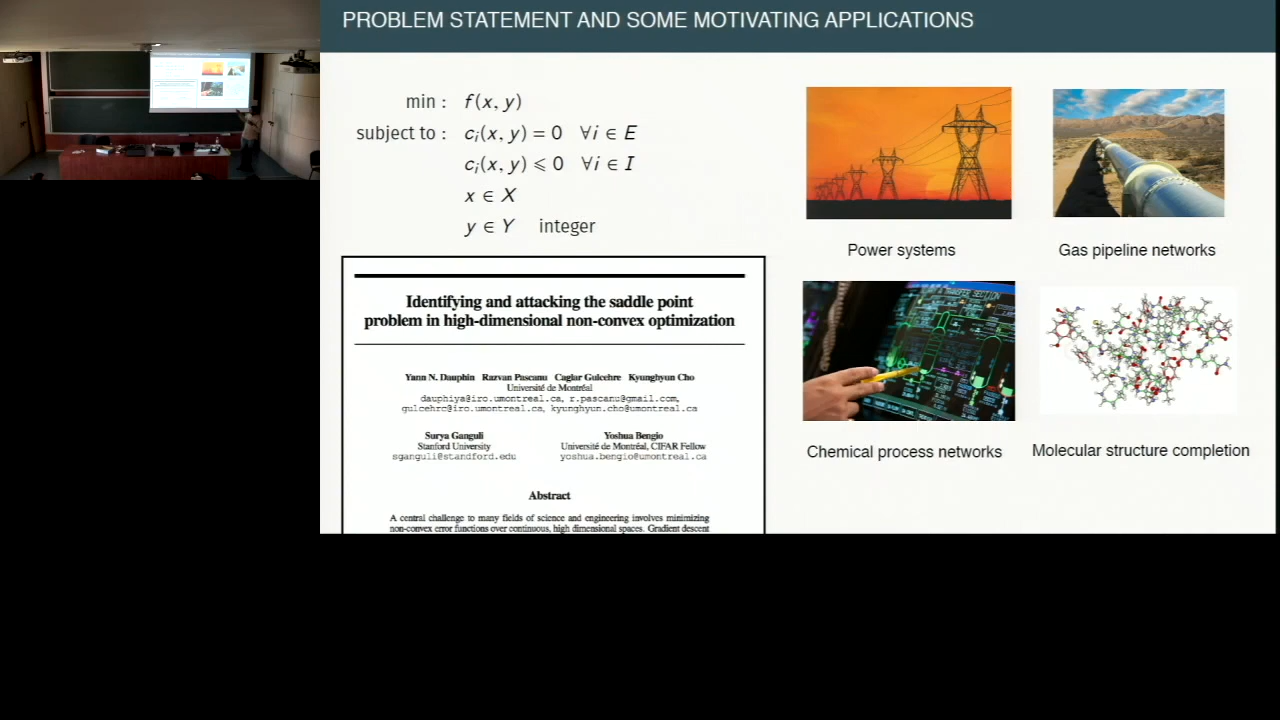 PROBLEM STATEMENT AND SOME MOTIVATING APPLICATIONS
min : f(x, y)
subject to : cᵢ(x, y) = 0 ∀i ∈ E
cᵢ(x, y) ⩽ 0 ∀i ∈ I
x ∈ X
y ∈ Y integer
Identifying and attacking the saddle point
problem in high-dimensional non-convex optimization
Yann N. Dauphin Razvan Pascanu Caglar Gulcehre Kyunghyun Cho
Université de Montréal
dauphiya@iro.umontreal.ca, r.pascanu@gmail.com,
gulcehrc@iro.umontreal.ca, kyunghyun.cho@umontreal.ca
Surya Ganguli
Stanford University
sganguli@standford.edu
Yoshua Bengio
Université de Montréal, CIFAR Fellow
yoshua.bengio@umontreal.ca
Abstract
A central challenge to many fields of science and engineering involves minimizing
non-convex error functions over continuous, high dimensional spaces. Gradient descent
Power systems
Gas pipeline networks
Chemical process networks
Molecular structure completion